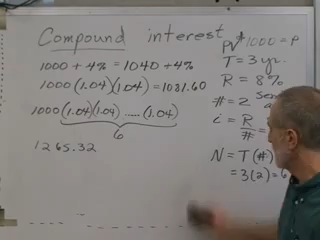 Compound interest
1000 + 4% = 1040 + 4%
1000 (1.04)(1.04) = 1081.60
1000 (1.04)(1.04) ...... (1.04)
6
1265.32
PV $1000 = P
T = 3 yr.
R = 8%
# = 2
i = R
#
N = T (#)
= 3(2) = 6